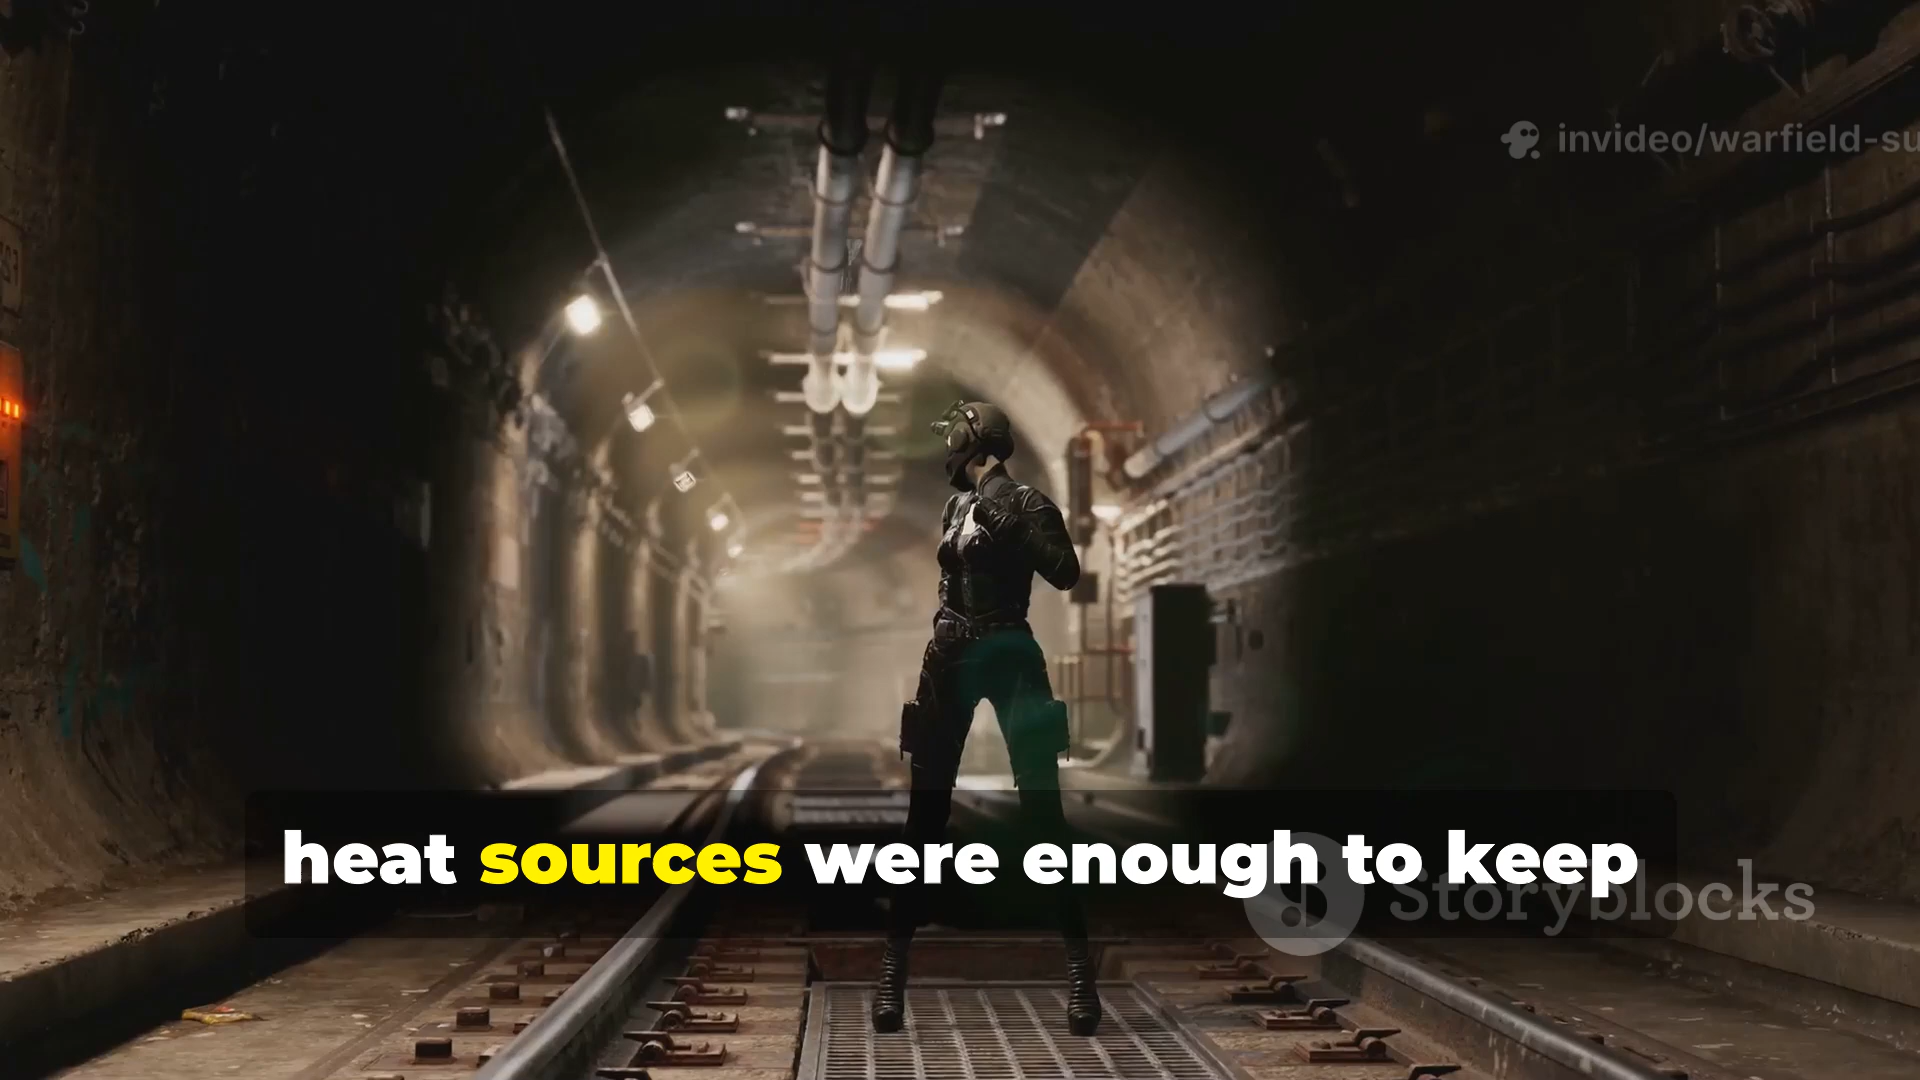 invideo/warfield-su
heat sources were enough to keep
Storyblocks